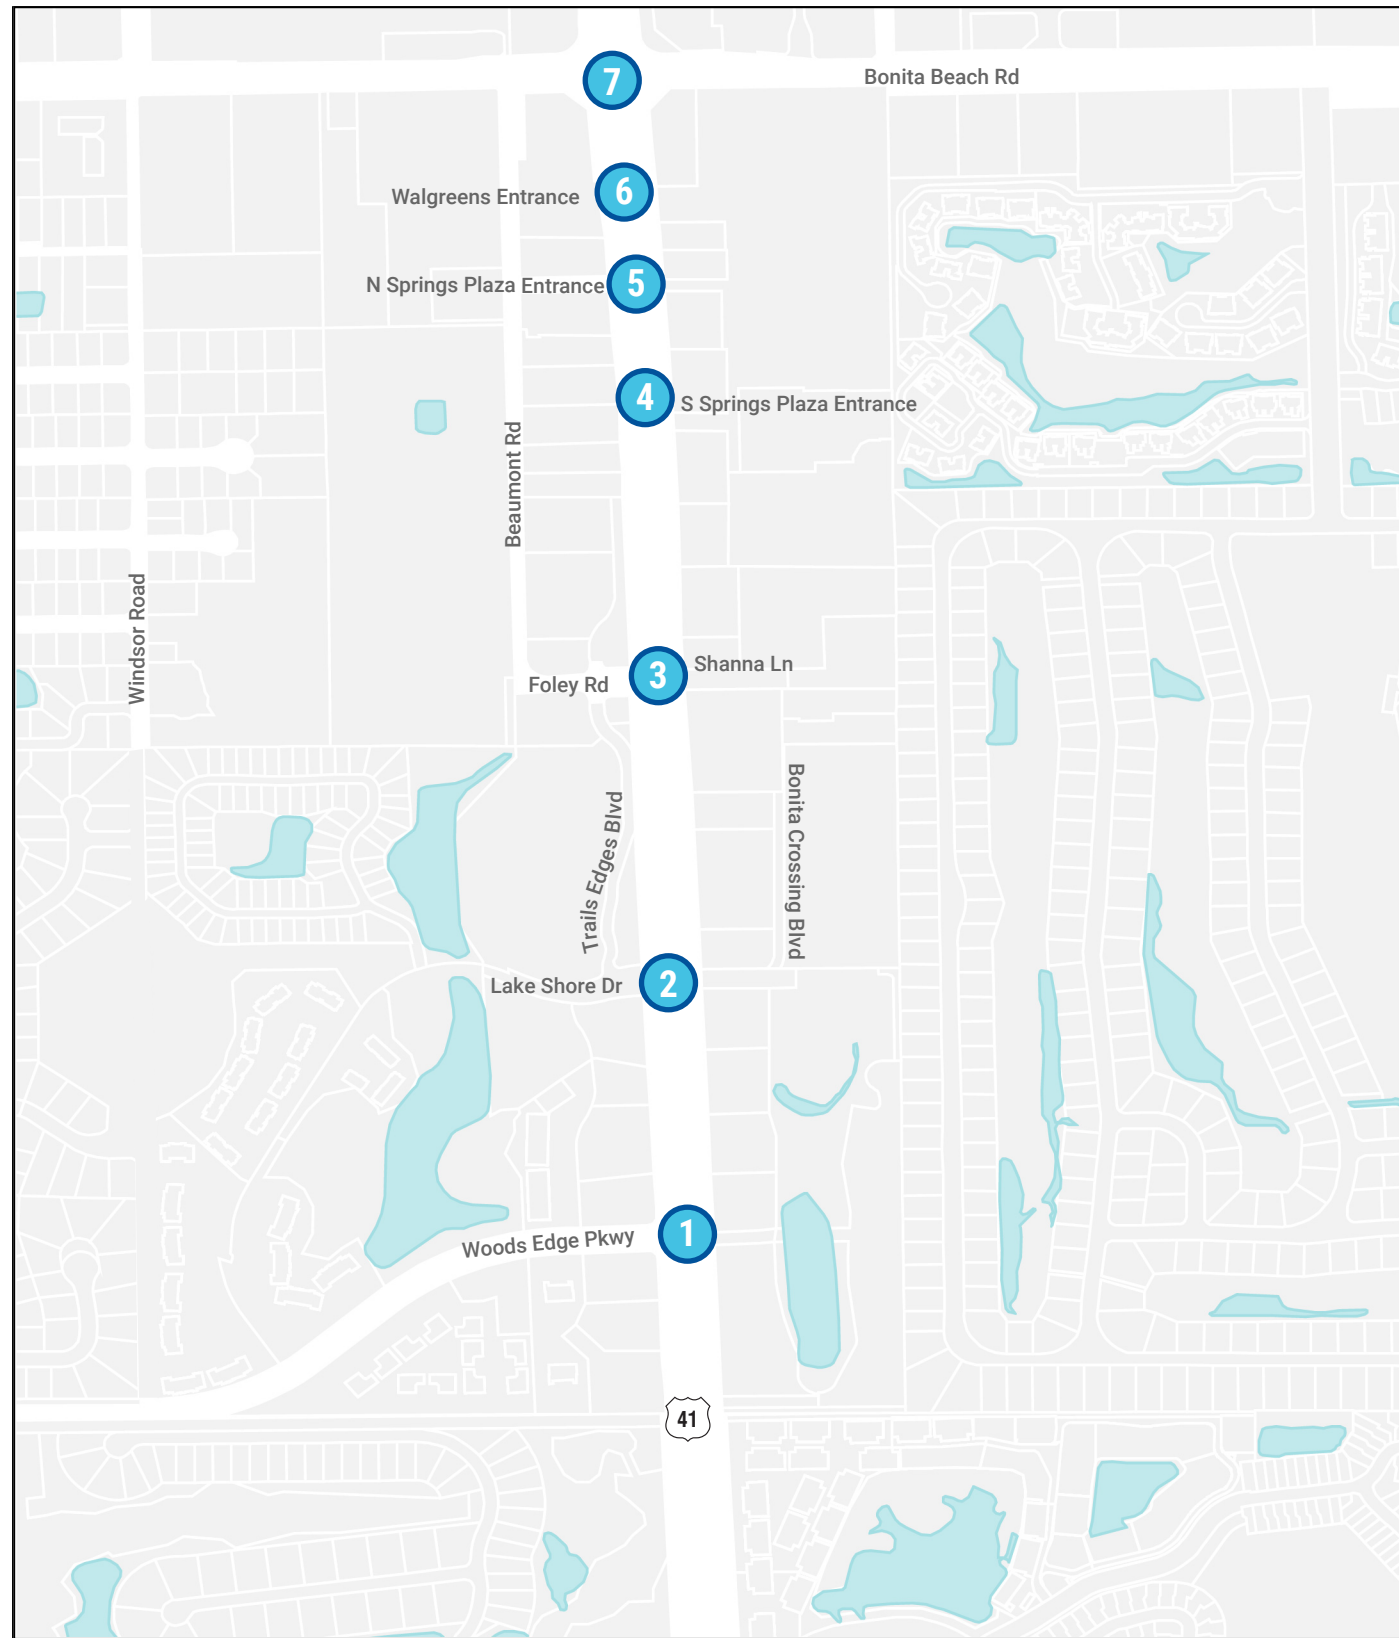 7
Bonita Beach Rd
Walgreens Entrance
6
N Springs Plaza Entrance
5
4
S Springs Plaza Entrance
Beaumont Rd
Windsor Road
3
Shanna Ln
Foley Rd
Trails Edges Blvd
Bonita Crossing Blvd
Lake Shore Dr
2
Woods Edge Pkwy
1
41